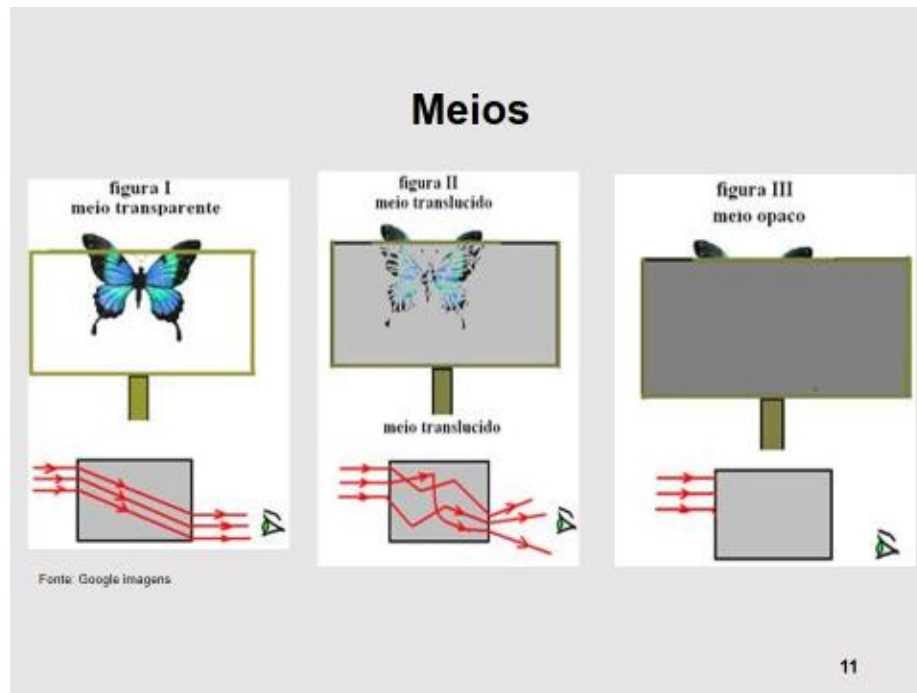 Meios
figura I
meio transparente
figura II
meio translucido
figura III
meio opaco
meio translucido
Fonte: Google imagens
11